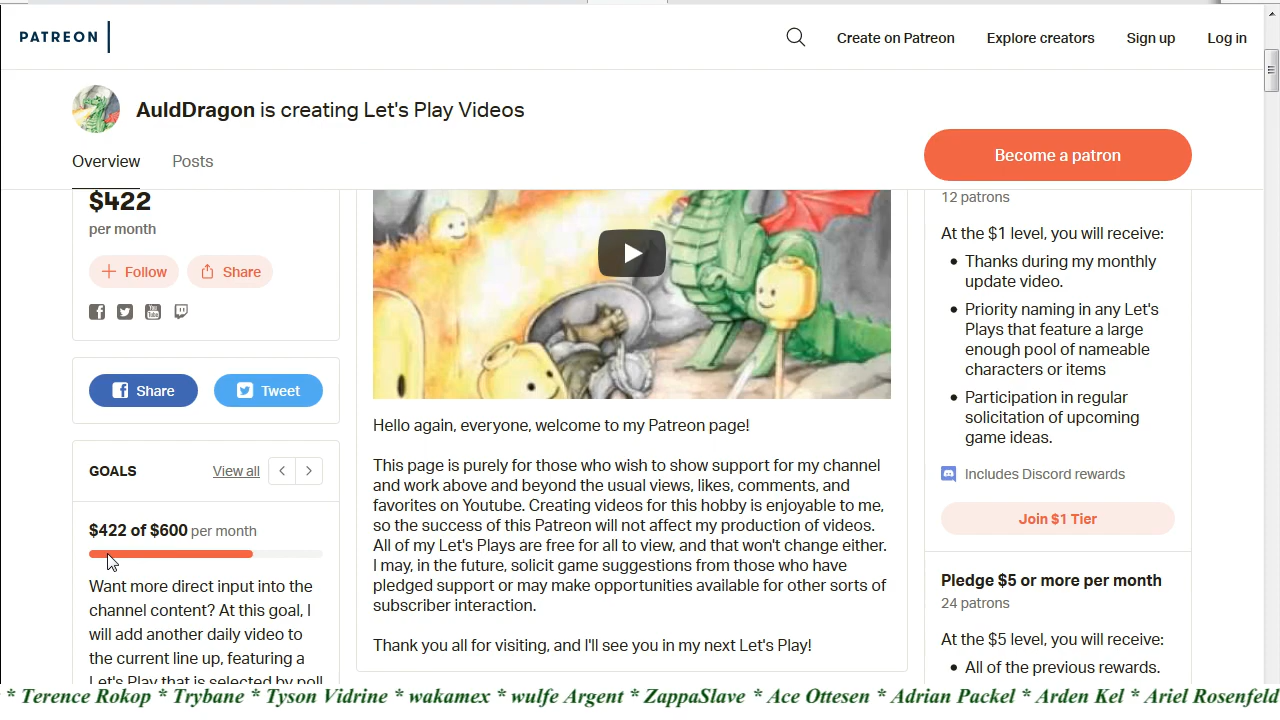 PATREON
Create on Patreon
Explore creators
Sign up
Log in
AuldDragon is creating Let's Play Videos
Overview
Posts
Become a patron
$422
per month
Follow
Share
Share
Tweet
GOALS
View all
$422 of $600 per month
Want more direct input into the
channel content? At this goal, I
will add another daily video to
the current line up, featuring a
Let's Play that is selected by poll
Hello again, everyone, welcome to my Patreon page!
This page is purely for those who wish to show support for my channel
and work above and beyond the usual views, likes, comments, and
favorites on Youtube. Creating videos for this hobby is enjoyable to me,
so the success of this Patreon will not affect my production of videos.
All of my Let's Plays are free for all to view, and that won't change either.
I may, in the future, solicit game suggestions from those who have
pledged support or may make opportunities available for other sorts of
subscriber interaction.
Thank you all for visiting, and I'll see you in my next Let's Play!
12 patrons
At the $1 level, you will receive:
• Thanks during my monthly
update video.
• Priority naming in any Let's
Plays that feature a large
enough pool of nameable
characters or items
• Participation in regular
solicitation of upcoming
game ideas.
Includes Discord rewards
Join $1 Tier
Pledge $5 or more per month
24 patrons
At the $5 level, you will receive:
• All of the previous rewards.
* Terence Rokop * Trybane * Tyson Vidrine * wakamex * wulfe Argent * ZappaSlave * Ace Ottesen * Adrian Packel * Arden Kel * Ariel Rosenfeld